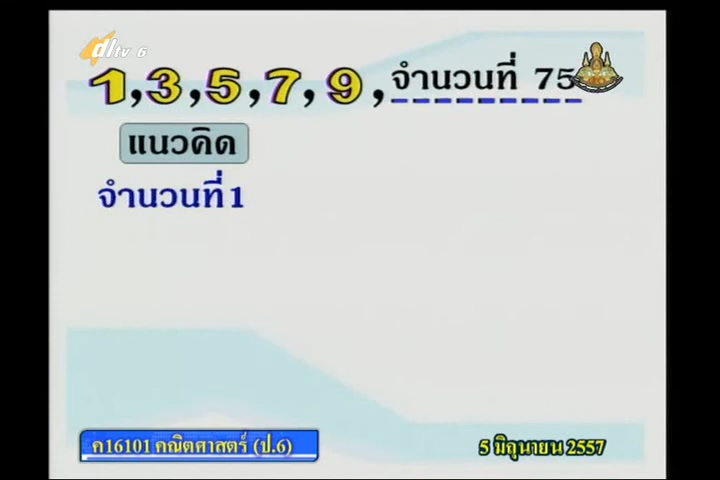 dltv 6
1,3,5,7,9,จำนวนที่ 75
แนวคิด
จำนวนที่ 1
ค16101 คณิตศาสตร์ (ป.6)
5 มิถุนายน 2557